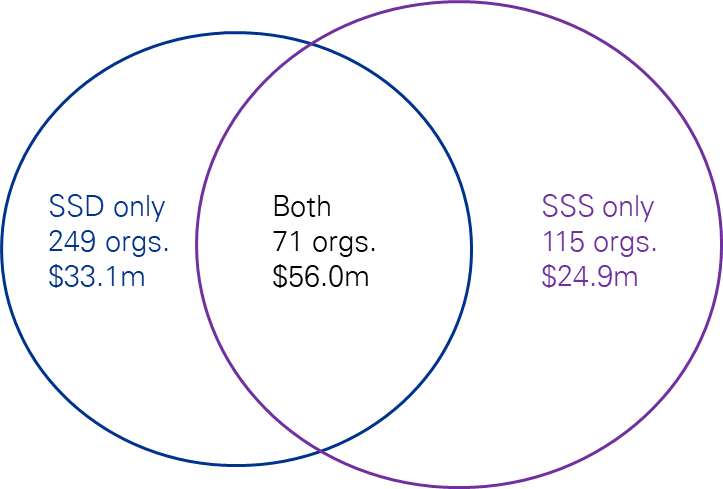 SSD only
249 orgs.
$33.1m
Both
71 orgs.
$56.0m
SSS only
115 orgs.
$24.9m